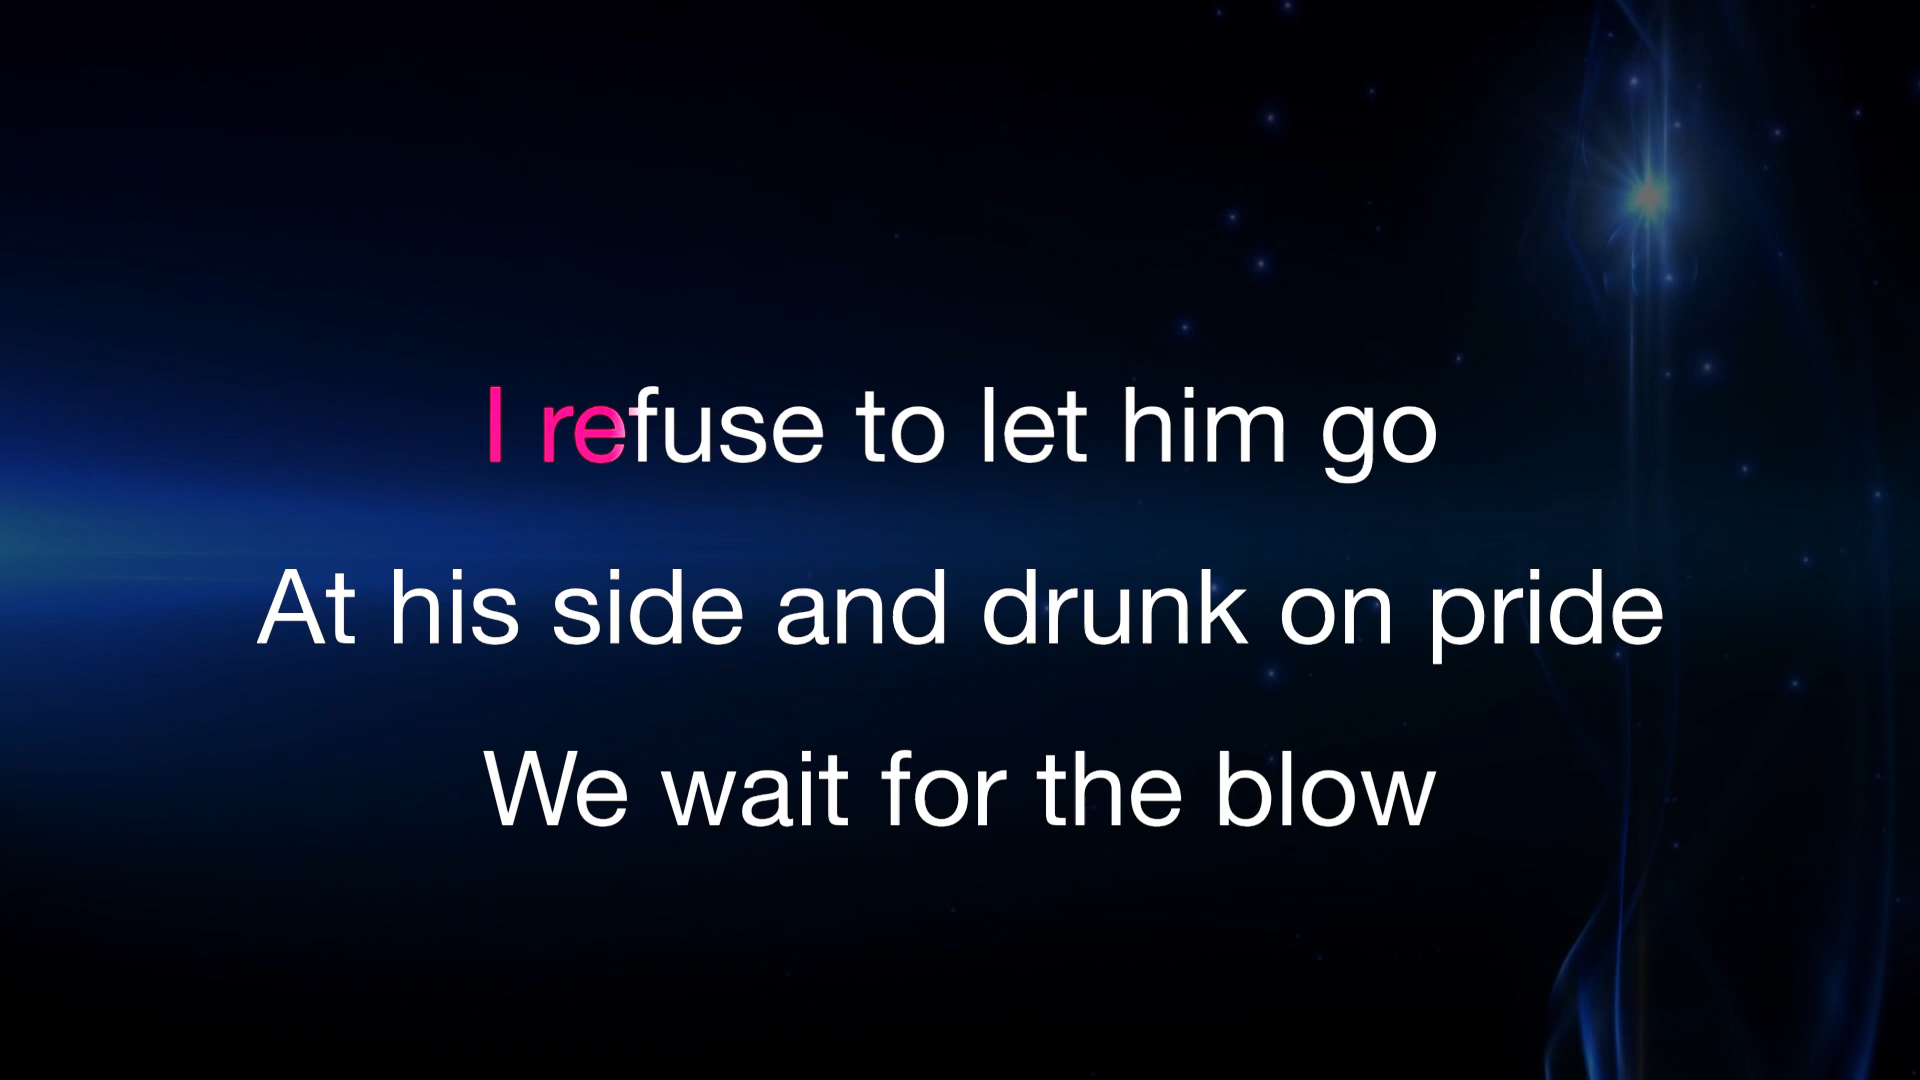 I refuse to let him go
At his side and drunk on pride
We wait for the blow